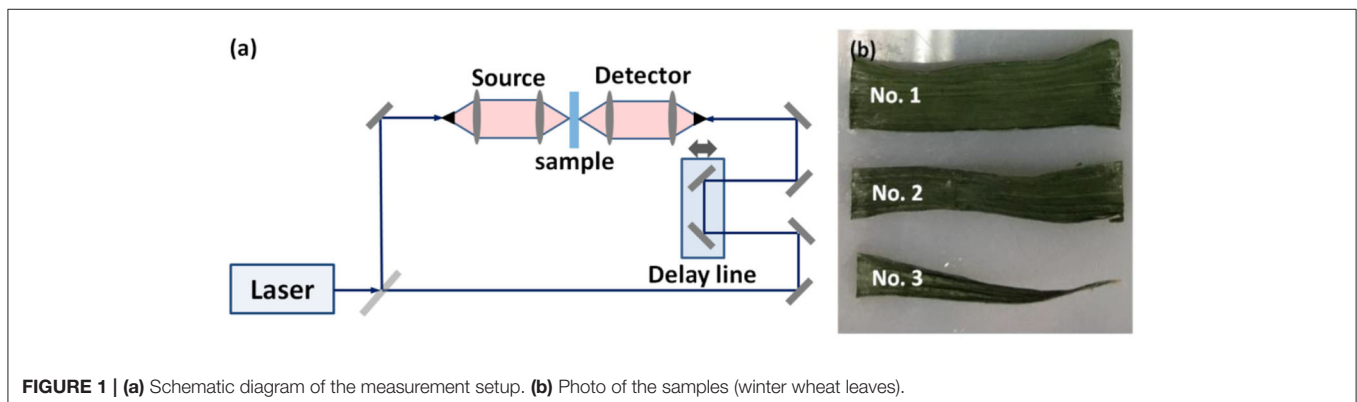 (a)
Source
Detector
sample
Delay line
Laser
(b)
No. 1
No. 2
No. 3
FIGURE 1 | (a) Schematic diagram of the measurement setup. (b) Photo of the samples (winter wheat leaves).